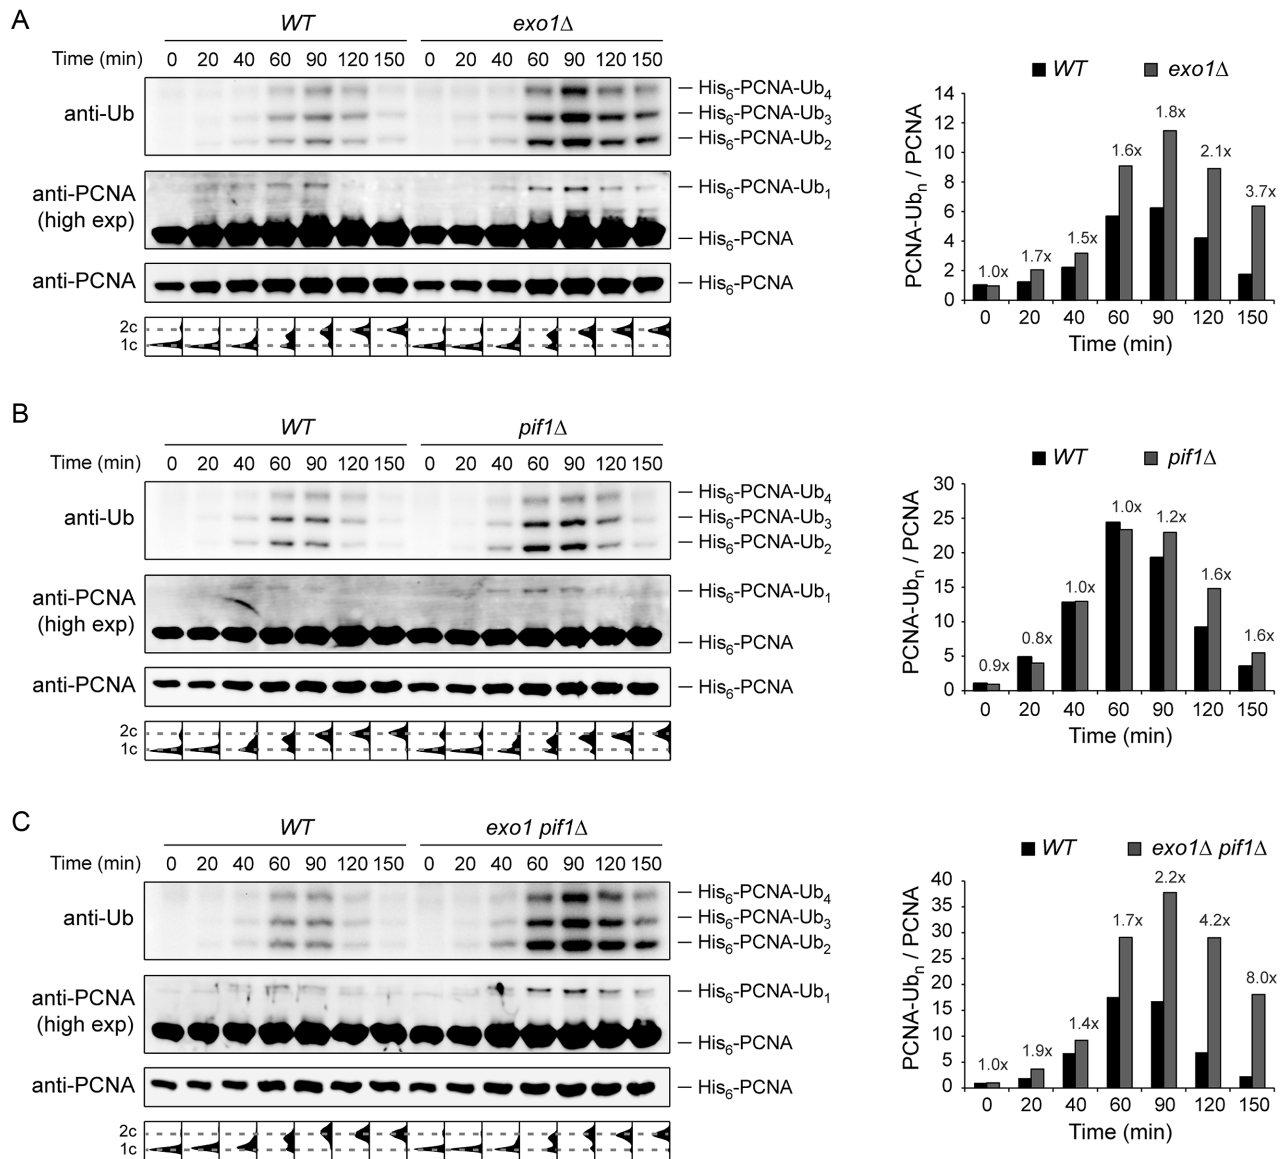 A
WT exo1Δ
Time (min) 0 20 40 60 90 120 150 0 20 40 60 90 120 150
anti-Ub
His6-PCNA-Ub4
His6-PCNA-Ub3
His6-PCNA-Ub2
anti-PCNA
(high exp)
His6-PCNA-Ub1
His6-PCNA
anti-PCNA
His6-PCNA
2c
1c
WT exo1Δ
PCNA-Ubn / PCNA
14
12
10
8
6
4
2
0
1.0x 1.7x 1.5x 1.6x 1.8x 2.1x 3.7x
0 20 40 60 90 120 150
Time (min)
B
WT pif1Δ
Time (min) 0 20 40 60 90 120 150 0 20 40 60 90 120 150
anti-Ub
His6-PCNA-Ub4
His6-PCNA-Ub3
His6-PCNA-Ub2
anti-PCNA
(high exp)
His6-PCNA-Ub1
His6-PCNA
anti-PCNA
His6-PCNA
2c
1c
WT pif1Δ
PCNA-Ubn / PCNA
30
25
20
15
10
5
0
0.9x 0.8x 1.0x 1.0x 1.2x 1.6x 1.6x
0 20 40 60 90 120 150
Time (min)
C
WT exo1 pif1Δ
Time (min) 0 20 40 60 90 120 150 0 20 40 60 90 120 150
anti-Ub
His6-PCNA-Ub4
His6-PCNA-Ub3
His6-PCNA-Ub2
anti-PCNA
(high exp)
His6-PCNA-Ub1
His6-PCNA
anti-PCNA
His6-PCNA
2c
1c
WT exo1Δ pif1Δ
PCNA-Ubn / PCNA
40
35
30
25
20
15
10
5
0
1.0x 1.9x 1.4x 1.7x 2.2x 4.2x 8.0x
0 20 40 60 90 120 150
Time (min)